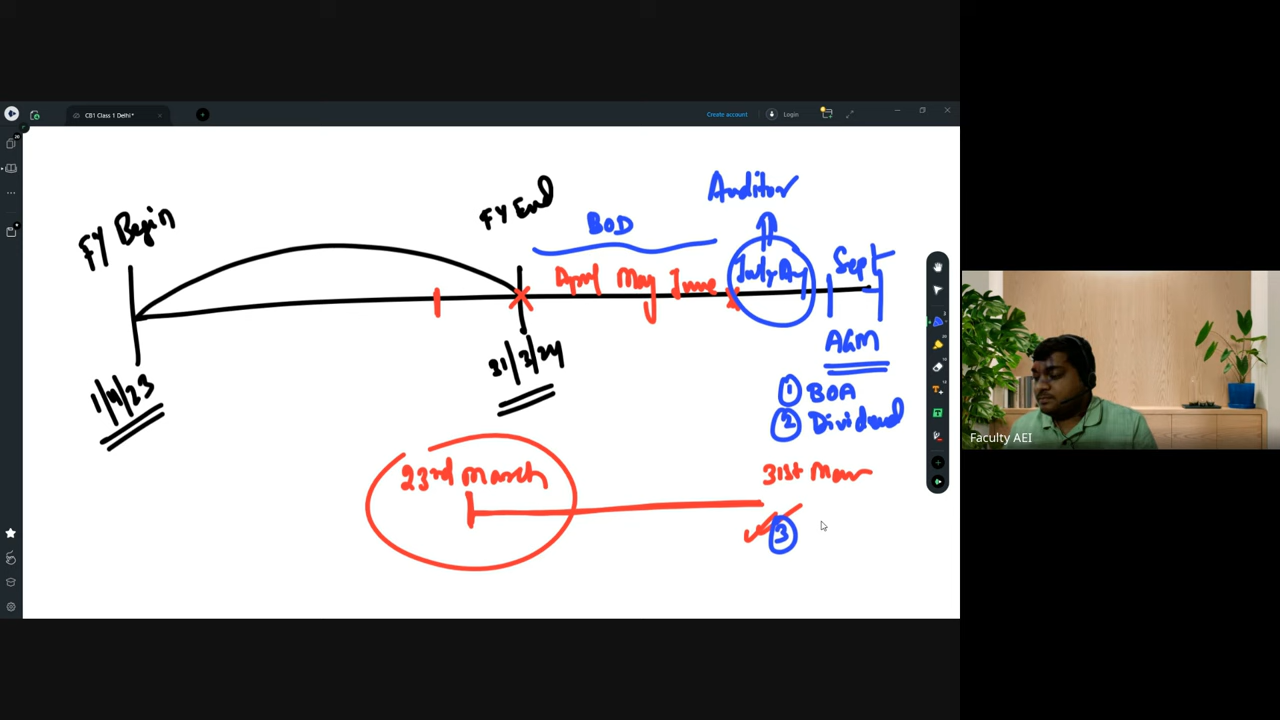 CB1 Class 1 Delhi*
Create account
Login
Auditor
FY Begin
FY End
BOD
April May June
July-Aug
Sept
1/4/23
31/3/24
AGM
① BOA
② Dividend
23rd March
31st Mar
③
Faculty AEI